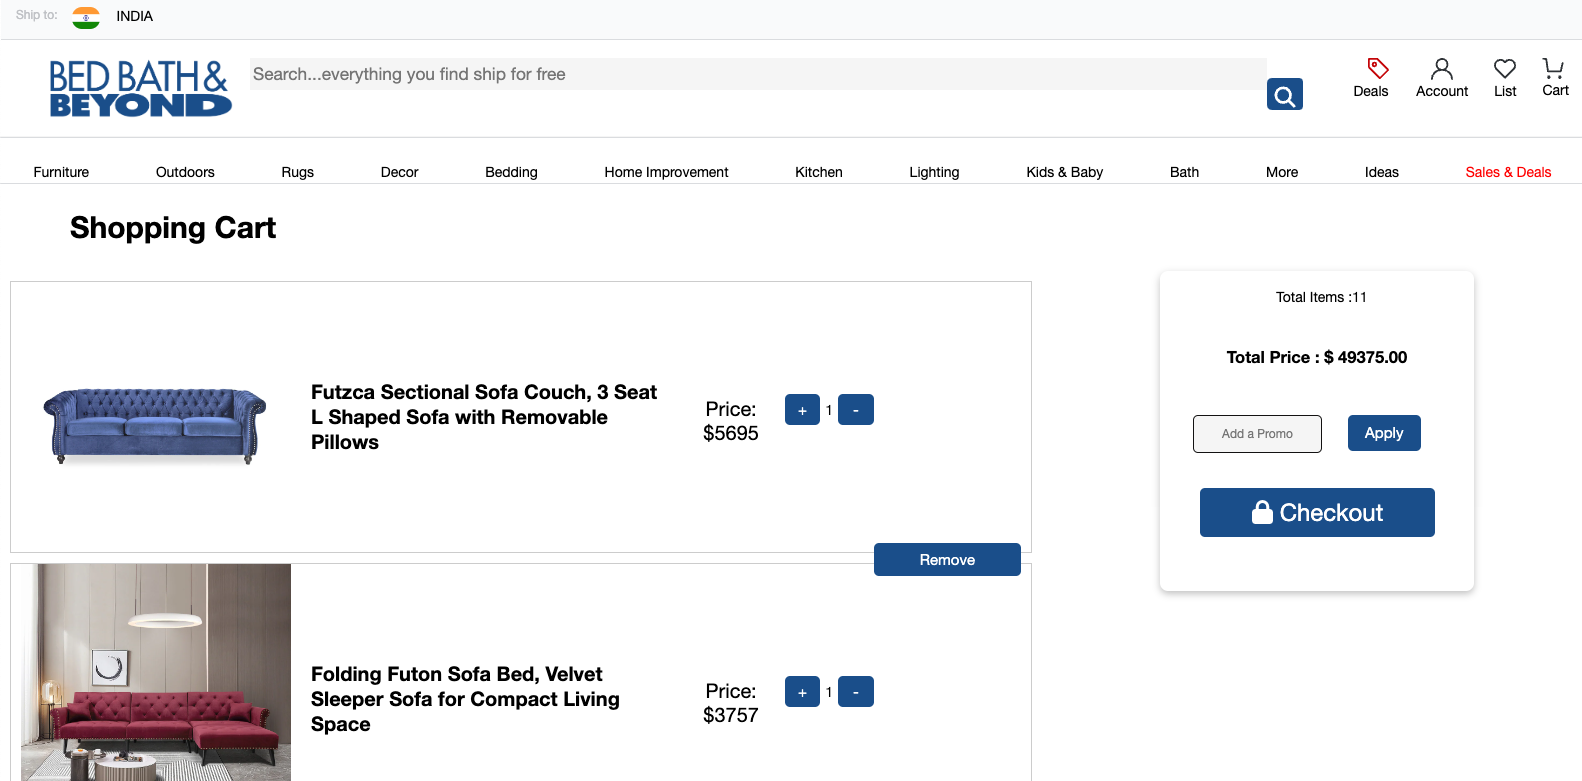 Ship to:
INDIA
BED BATH &
BEYOND
Search...everything you find ship for free
Deals
Account
List
Cart
Furniture
Outdoors
Rugs
Decor
Bedding
Home Improvement
Kitchen
Lighting
Kids & Baby
Bath
More
Ideas
Sales & Deals
Shopping Cart
Futzca Sectional Sofa Couch, 3 Seat
L Shaped Sofa with Removable
Pillows
Price:
$5695
+ 1 -
Remove
Folding Futon Sofa Bed, Velvet
Sleeper Sofa for Compact Living
Space
Price:
$3757
+ 1 -
Total Items :11
Total Price : $ 49375.00
Add a Promo
Apply
Checkout